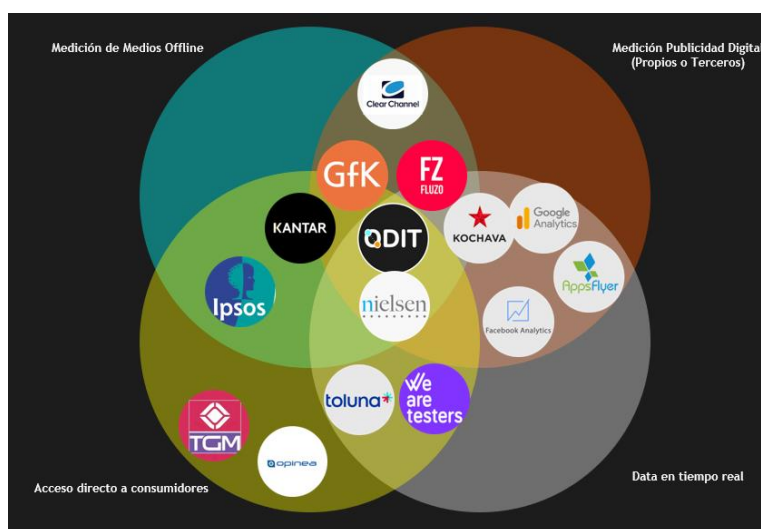 Medición de Medios Offline
Medición Publicidad Digital
(Propios o Terceros)
Clear Channel
GfK
FZ
FLUZO
KANTAR
QDIT
KOCHAVA
Google
Analytics
Ipsos
nielsen
AppsFlyer
Facebook Analytics
toluna
We
are
testers
TGM
opinea
Acceso directo a consumidores
Data en tiempo real